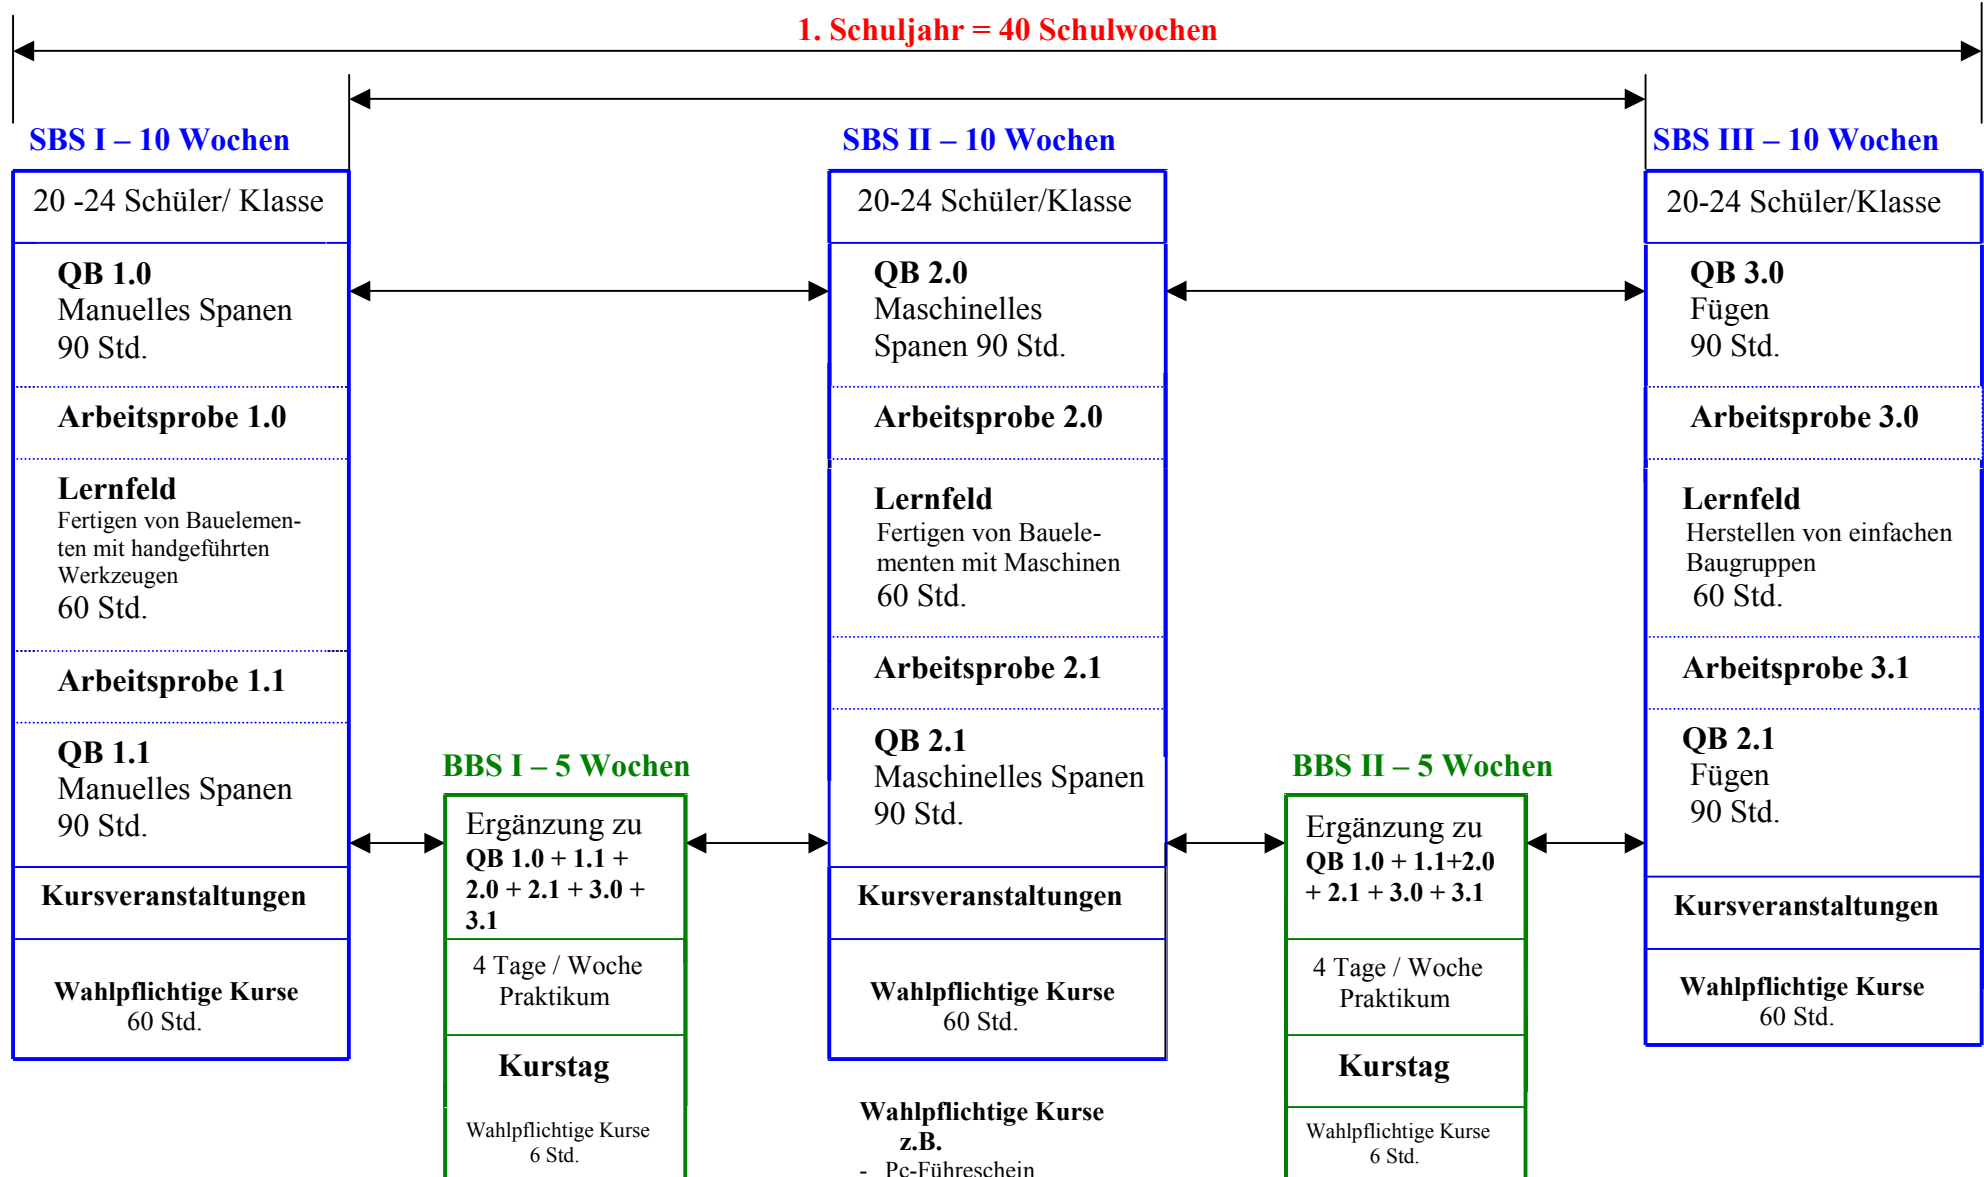 1. Schuljahr = 40 Schulwochen
SBS I – 10 Wochen
20 -24 Schüler/ Klasse
QB 1.0
Manuelles Spanen
90 Std.
Arbeitsprobe 1.0
Lernfeld
Fertigen von Bauelemen-
ten mit handgeführten
Werkzeugen
60 Std.
Arbeitsprobe 1.1
QB 1.1
Manuelles Spanen
90 Std.
Kursveranstaltungen
Wahlpflichtige Kurse
60 Std.
BBS I – 5 Wochen
Ergänzung zu
QB 1.0 + 1.1 +
2.0 + 2.1 + 3.0 +
3.1
4 Tage / Woche
Praktikum
Kurstag
Wahlpflichtige Kurse
6 Std.
SBS II – 10 Wochen
20-24 Schüler/Klasse
QB 2.0
Maschinelles
Spanen 90 Std.
Arbeitsprobe 2.0
Lernfeld
Fertigen von Bauele-
menten mit Maschinen
60 Std.
Arbeitsprobe 2.1
QB 2.1
Maschinelles Spanen
90 Std.
Kursveranstaltungen
Wahlpflichtige Kurse
60 Std.
Wahlpflichtige Kurse
z.B.
- Pc-Führeschein
BBS II – 5 Wochen
Ergänzung zu
QB 1.0 + 1.1+2.0
+ 2.1 + 3.0 + 3.1
4 Tage / Woche
Praktikum
Kurstag
Wahlpflichtige Kurse
6 Std.
SBS III – 10 Wochen
20-24 Schüler/Klasse
QB 3.0
Fügen
90 Std.
Arbeitsprobe 3.0
Lernfeld
Herstellen von einfachen
Baugruppen
60 Std.
Arbeitsprobe 3.1
QB 2.1
Fügen
90 Std.
Kursveranstaltungen
Wahlpflichtige Kurse
60 Std.